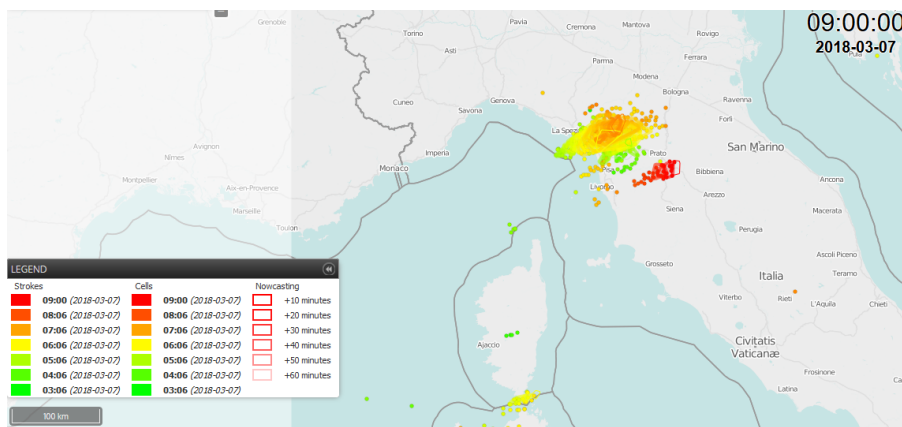 09:00:00
2018-03-07
Grenoble
Torino
Asti
Pavia
Cremona
Mantova
Rovigo
Pula
Parma
Ferrara
Modena
Cuneo
Savona
Genova
Bologna
Ravenna
La Spezia
Forlì
Avignon
Nîmes
Imperia
Monaco
Prato
San Marino
Pisa
Bibbiena
Montpellier
Aix-en-Provence
Livorno
Arezzo
Ancona
Marseille
Toulon
Siena
Macerata
Perugia
Ascoli Piceno
Grosseto
Teramo
Italia
Viterbo
Rieti
L'Aquila
Chieti
Ajaccio
Civitatis
Vaticanæ
Frosinone
Latina
LEGEND
Strokes Cells Nowcasting
09:00 (2018-03-07) 09:00 (2018-03-07) +10 minutes
08:06 (2018-03-07) 08:06 (2018-03-07) +20 minutes
07:06 (2018-03-07) 07:06 (2018-03-07) +30 minutes
06:06 (2018-03-07) 06:06 (2018-03-07) +40 minutes
05:06 (2018-03-07) 05:06 (2018-03-07) +50 minutes
04:06 (2018-03-07) 04:06 (2018-03-07) +60 minutes
03:06 (2018-03-07) 03:06 (2018-03-07)
100 km